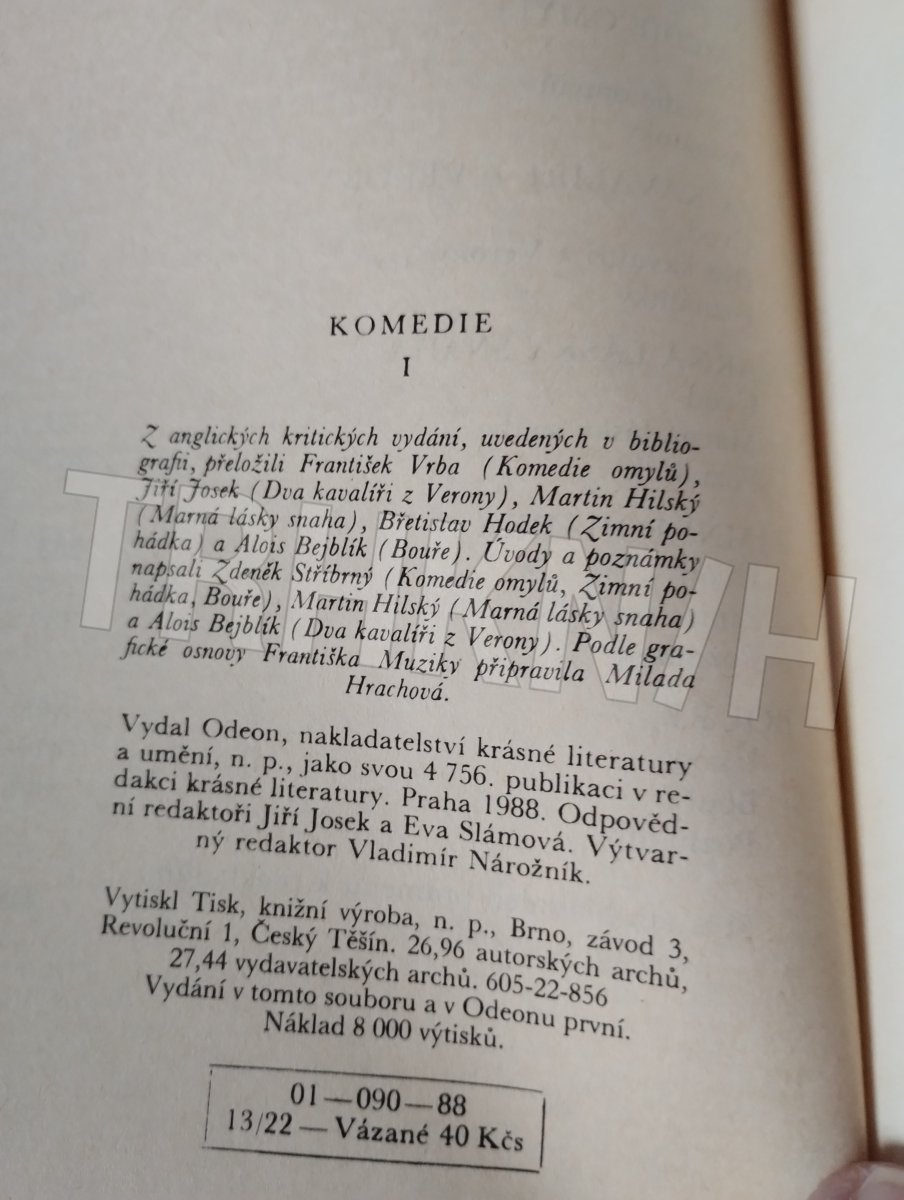 KOMEDIE
I
Z anglických kritických vydání, uvedených v biblio-
grafii, přeložili František Vrba (Komedie omylů),
Jiří Josek (Dva kavalíři z Verony), Martin Hilský
(Marná lásky snaha), Břetislav Hodek (Zimní po-
hádka) a Alois Bejblík (Bouře). Úvody a poznámky
napsali Zdeněk Stříbrný (Komedie omylů, Zimní po-
hádka, Bouře), Martin Hilský (Marná lásky snaha)
a Alois Bejblík (Dva kavalíři z Verony). Podle gra-
fické osnovy Františka Muziky připravila Milada
Hrachová.
Vydal Odeon, nakladatelství krásné literatury
a umění, n. p., jako svou 4 756. publikaci v re-
dakci krásné literatury. Praha 1988. Odpověd-
ní redaktoři Jiří Josek a Eva Slámová. Výtvar-
ný redaktor Vladimír Nárožník.
Vytiskl Tisk, knižní výroba, n. p., Brno, závod 3,
Revoluční 1, Český Těšín. 26,96 autorských archů,
27,44 vydavatelských archů. 605-22-856
Vydání v tomto souboru a v Odeonu první.
Náklad 8 000 výtisků.
01—090—88
13/22 — Vázané 40 Kčs